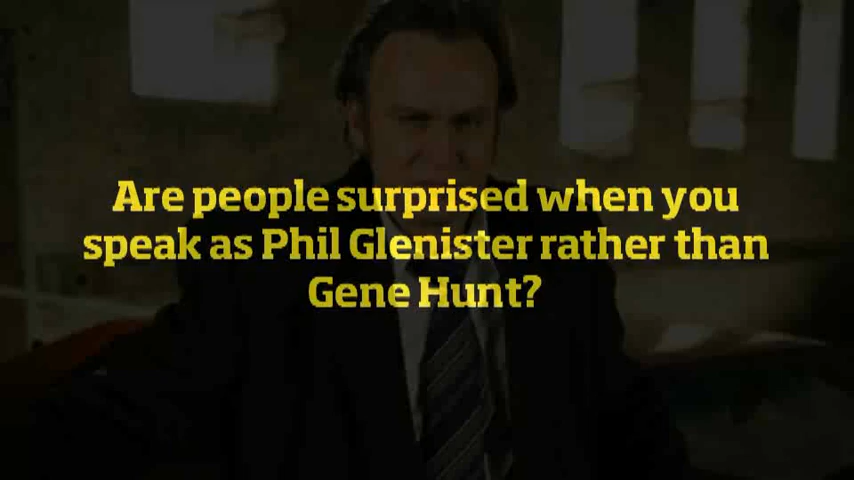 Are people surprised when you
speak as Phil Glenister rather than
Gene Hunt?